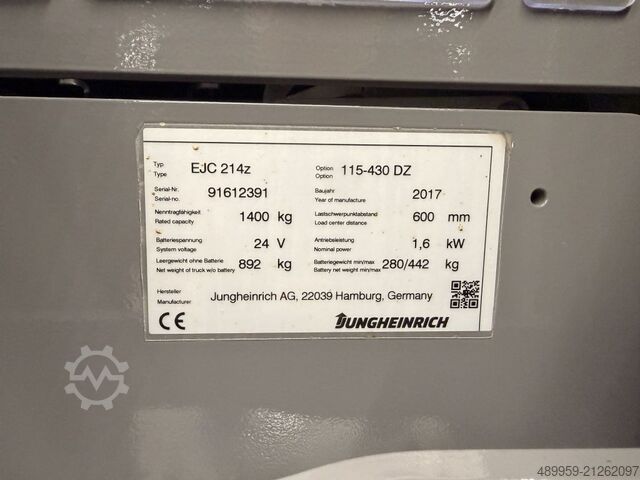 Typ
Type EJC 214z Option
Option 115-430 DZ
Serial-Nr.
Serial-no. 91612391 Baujahr
Year of manufacture 2017
Nenntragfähigkeit
Rated capacity 1400 kg Lastschwerpunktabstand
Load center distance 600 mm
Batteriespannung
System voltage 24 V Antriebsleistung
Nominal power 1,6 kW
Leergewicht ohne Batterie
Net weight of truck w/o battery 892 kg Batteriegewicht min/max
Battery net weight min/max 280/442 kg
Hersteller
Manufacturer Jungheinrich AG, 22039 Hamburg, Germany
CE JUNGHEINRICH
489959-21262097